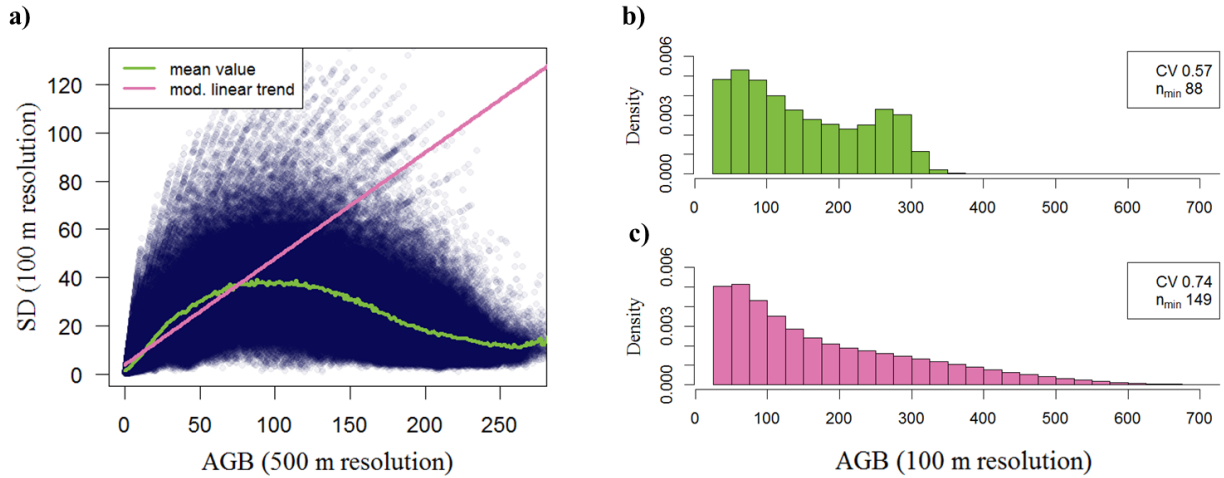 a)
mean value
mod. linear trend
SD (100 m resolution)
0
20
40
60
80
100
120
0 50 100 150 200 250
AGB (500 m resolution)
b)
CV 0.57
nmin 88
Density
0.000 0.003 0.006
0 100 200 300 400 500 600 700
c)
CV 0.74
nmin 149
Density
0.000 0.003 0.006
0 100 200 300 400 500 600 700
AGB (100 m resolution)